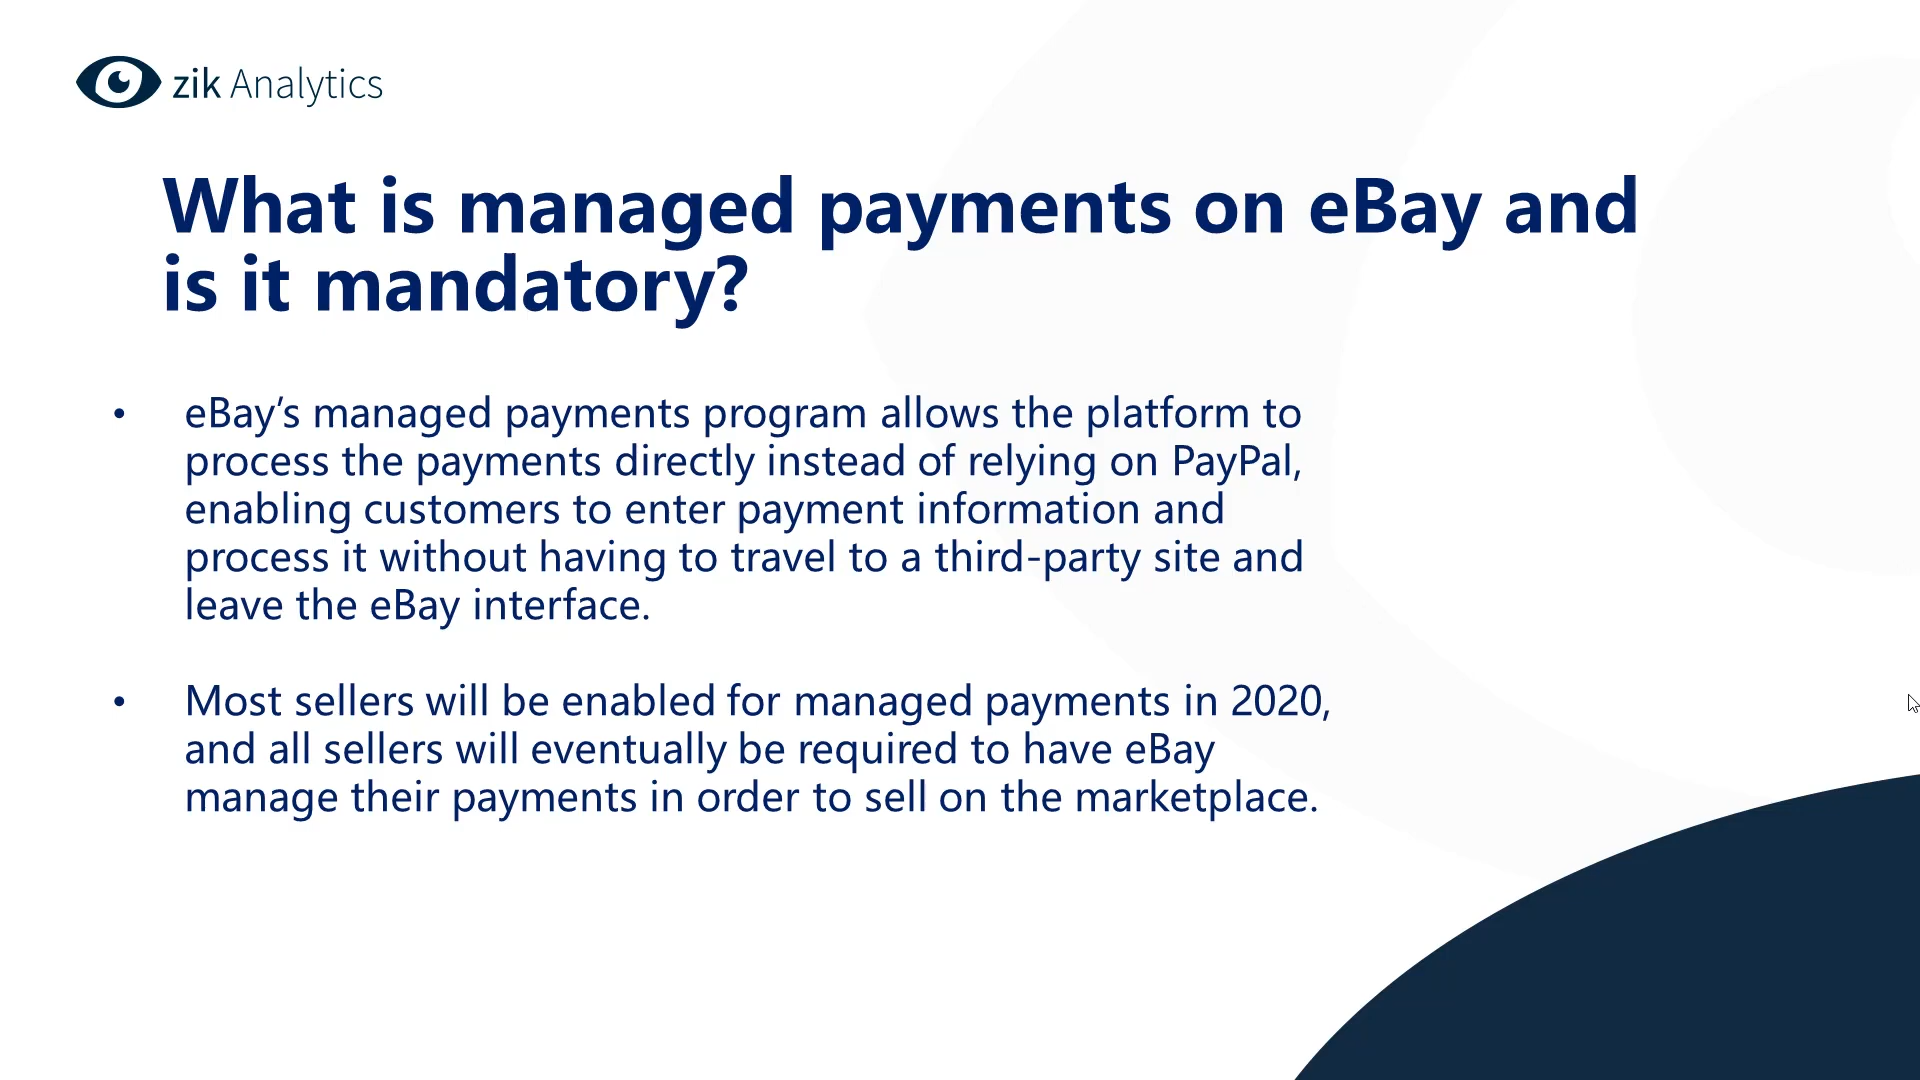 zik Analytics
What is managed payments on eBay and
is it mandatory?
• eBay’s managed payments program allows the platform to
process the payments directly instead of relying on PayPal,
enabling customers to enter payment information and
process it without having to travel to a third-party site and
leave the eBay interface.
• Most sellers will be enabled for managed payments in 2020,
and all sellers will eventually be required to have eBay
manage their payments in order to sell on the marketplace.